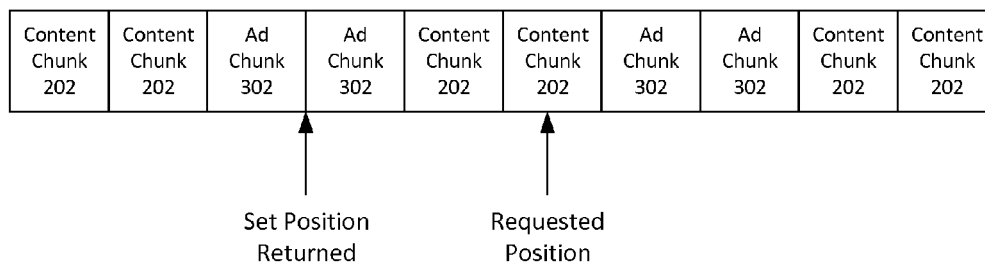 Content Chunk 202
Content Chunk 202
Ad Chunk 302
Ad Chunk 302
Content Chunk 202
Content Chunk 202
Ad Chunk 302
Ad Chunk 302
Content Chunk 202
Content Chunk 202
Set Position
Returned
Requested
Position